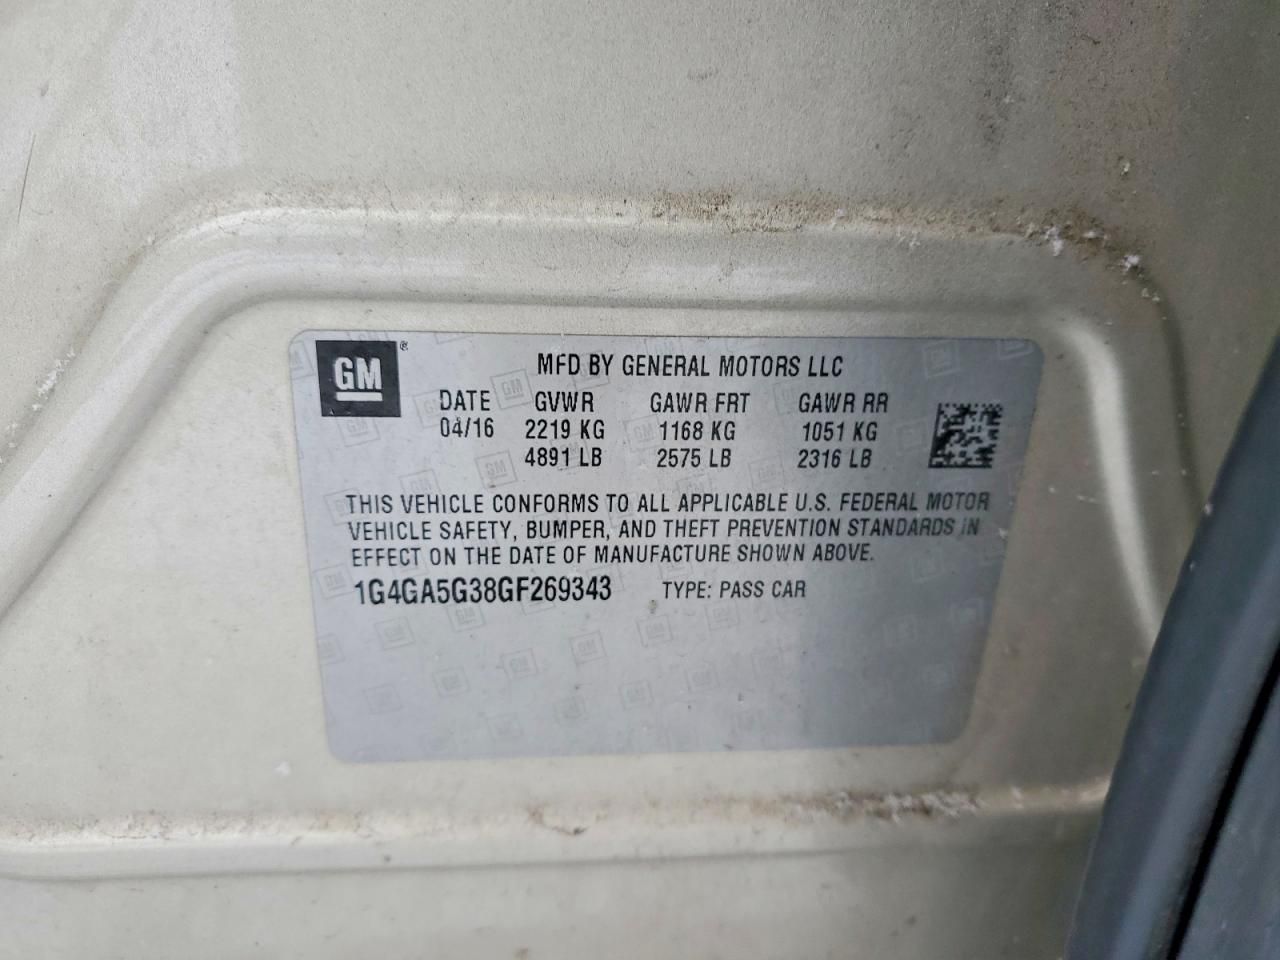 GM®
MFD BY GENERAL MOTORS LLC
DATE GVWR GAWR FRT GAWR RR
04/16 2219 KG 1168 KG 1051 KG
4891 LB 2575 LB 2316 LB
THIS VEHICLE CONFORMS TO ALL APPLICABLE U.S. FEDERAL MOTOR
VEHICLE SAFETY, BUMPER, AND THEFT PREVENTION STANDARDS IN
EFFECT ON THE DATE OF MANUFACTURE SHOWN ABOVE.
1G4GA5G38GF269343 TYPE: PASS CAR